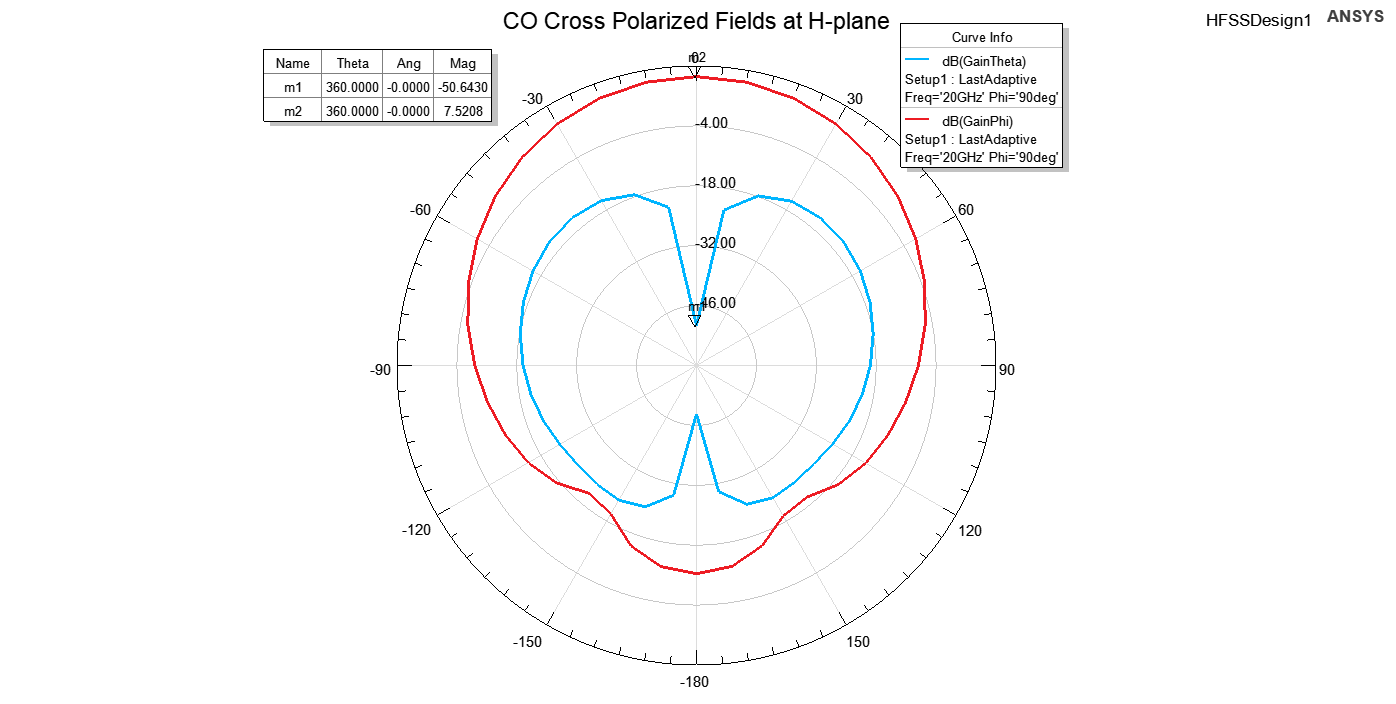 CO Cross Polarized Fields at H-plane
HFSSDesign1 ANSYS
Name Theta Ang Mag
m1 360.0000 -0.0000 -50.6430
m2 360.0000 -0.0000 7.5208
Curve Info
dB(GainTheta)
Setup1 : LastAdaptive
Freq='20GHz' Phi='90deg'
dB(GainPhi)
Setup1 : LastAdaptive
Freq='20GHz' Phi='90deg'
m2
0
-30 30
-4.00
-18.00
-60 60
-32.00
m1
-46.00
-90 90
-120 120
-150 150
-180